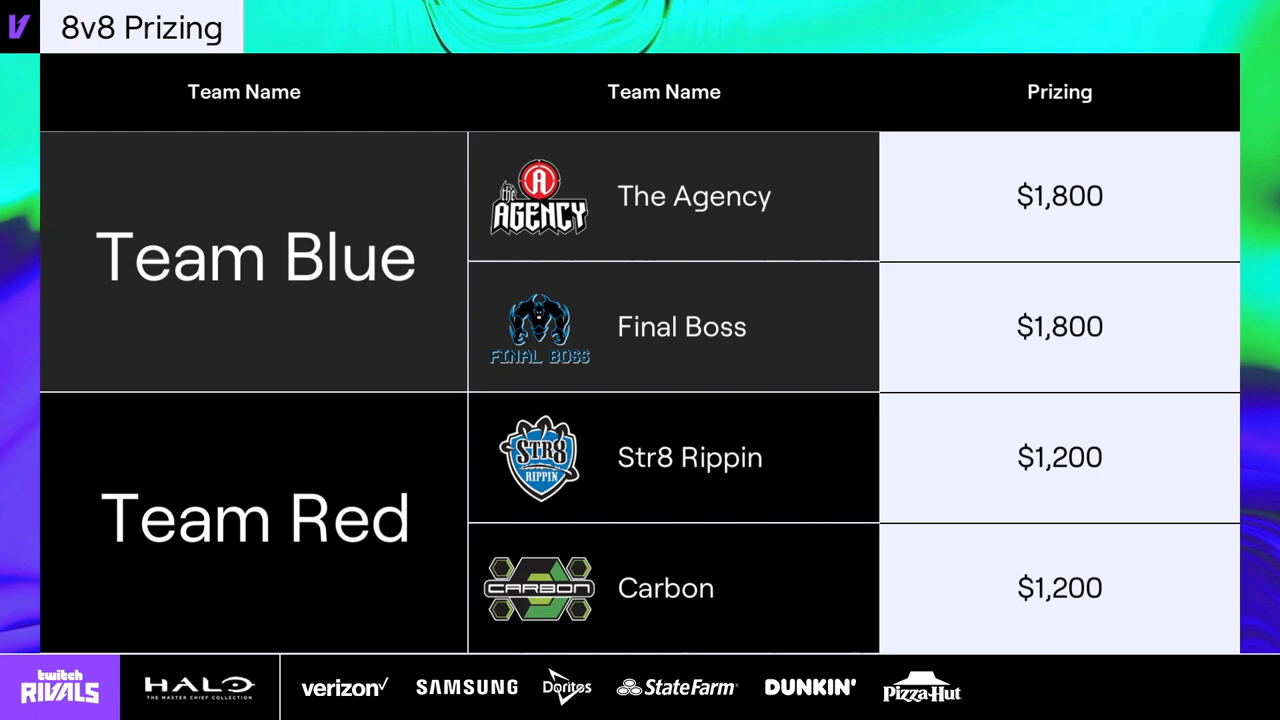 8v8 Prizing
Team Name Team Name Prizing
Team Blue
the AGENCY The Agency $1,800
FINAL BOSS Final Boss $1,800
Team Red
STR8 RIPPIN Str8 Rippin $1,200
CARBON Carbon $1,200
twitch RIVALS HALO THE MASTER CHIEF COLLECTION verizon✓ SAMSUNG Doritos StateFarm® DUNKIN' Pizza Hut